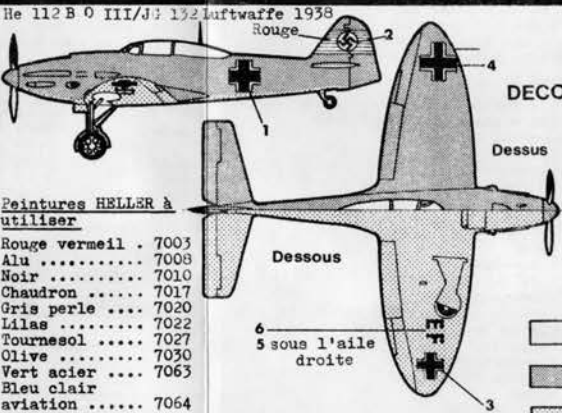 He 112 B O III/JG 132 Luftwaffe 1938
Rouge
2
4
1
DECO
Dessus
Peintures HELLER à
utiliser
Rouge vermeil . 7003
Alu ........... 7008
Noir .......... 7010
Chaudron ...... 7017
Gris perle .... 7020
Lilas ......... 7022
Tournesol ..... 7027
Olive ......... 7030
Vert acier .... 7063
Bleu clair
aviation ...... 7064
Dessous
6
5 sous l'aile
droite
EF
3